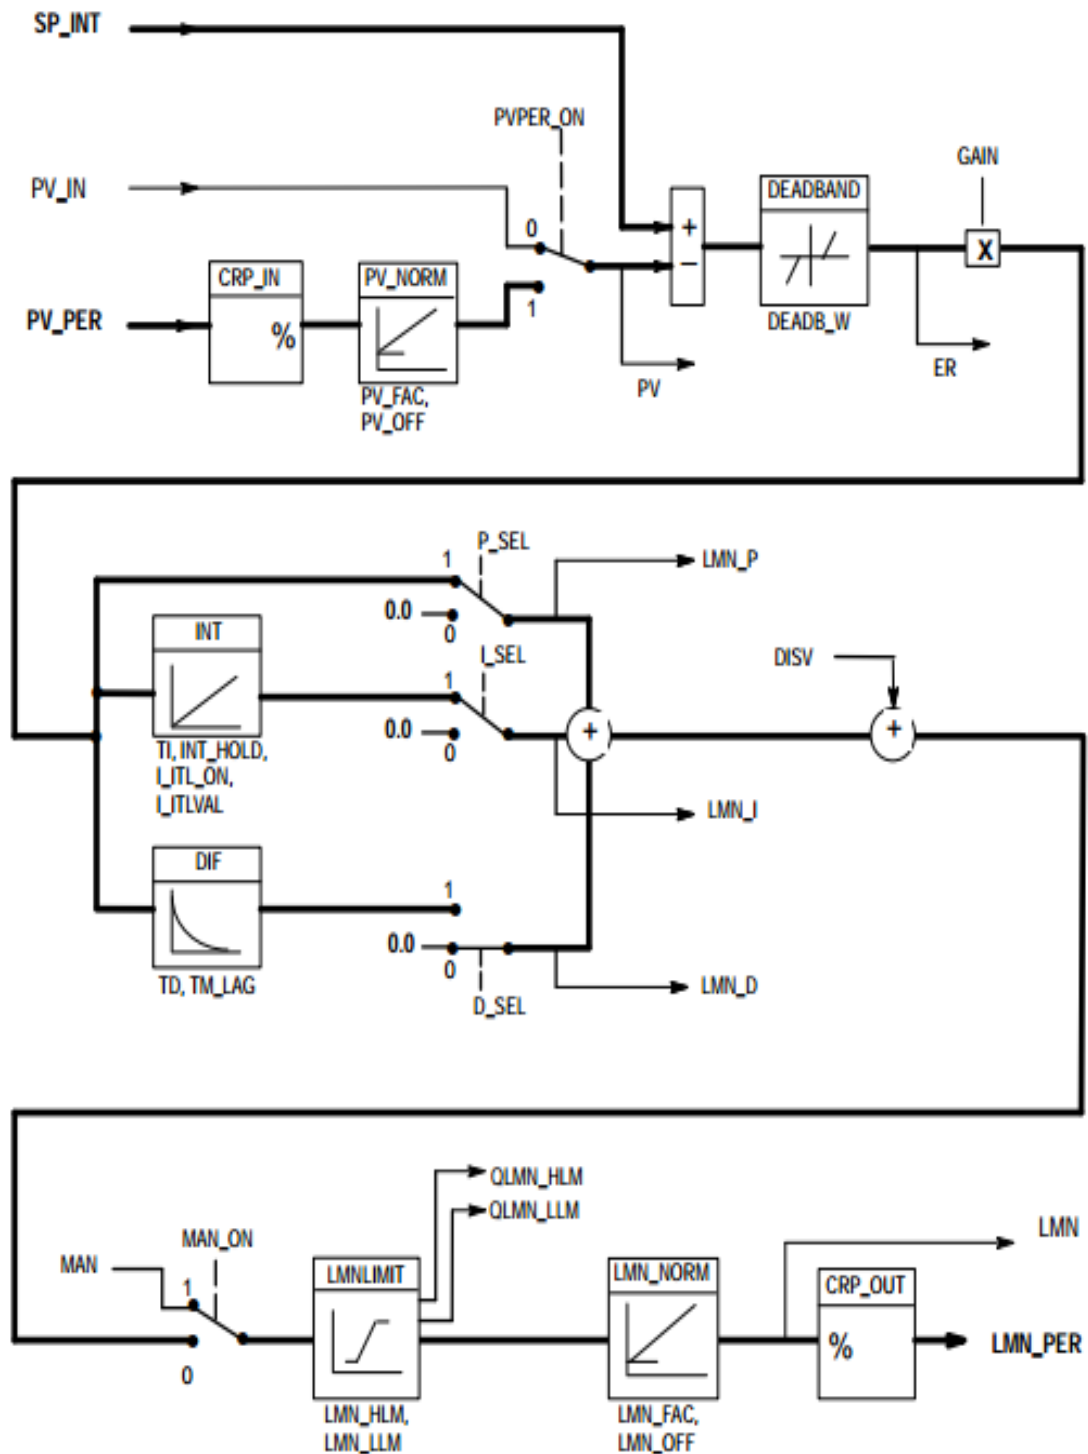 SP_INT
PVPER_ON
GAIN
PV_IN
DEADBAND
0
+
X
CRP_IN
PV_NORM
−
PV_PER
%
1
DEADB_W
ER
PV
PV_FAC,
PV_OFF
P_SEL
1
LMN_P
0.0
0
INT
I_SEL
DISV
1
0.0
+
+
0
TI, INT_HOLD,
I_ITL_ON,
I_ITLVAL
LMN_I
DIF
1
0.0
0
TD, TM_LAG
LMN_D
D_SEL
QLMN_HLM
QLMN_LLM
MAN_ON
LMN
MAN
LMNLIMIT
LMN_NORM
CRP_OUT
1
%
LMN_PER
0
LMN_HLM,
LMN_LLM
LMN_FAC,
LMN_OFF